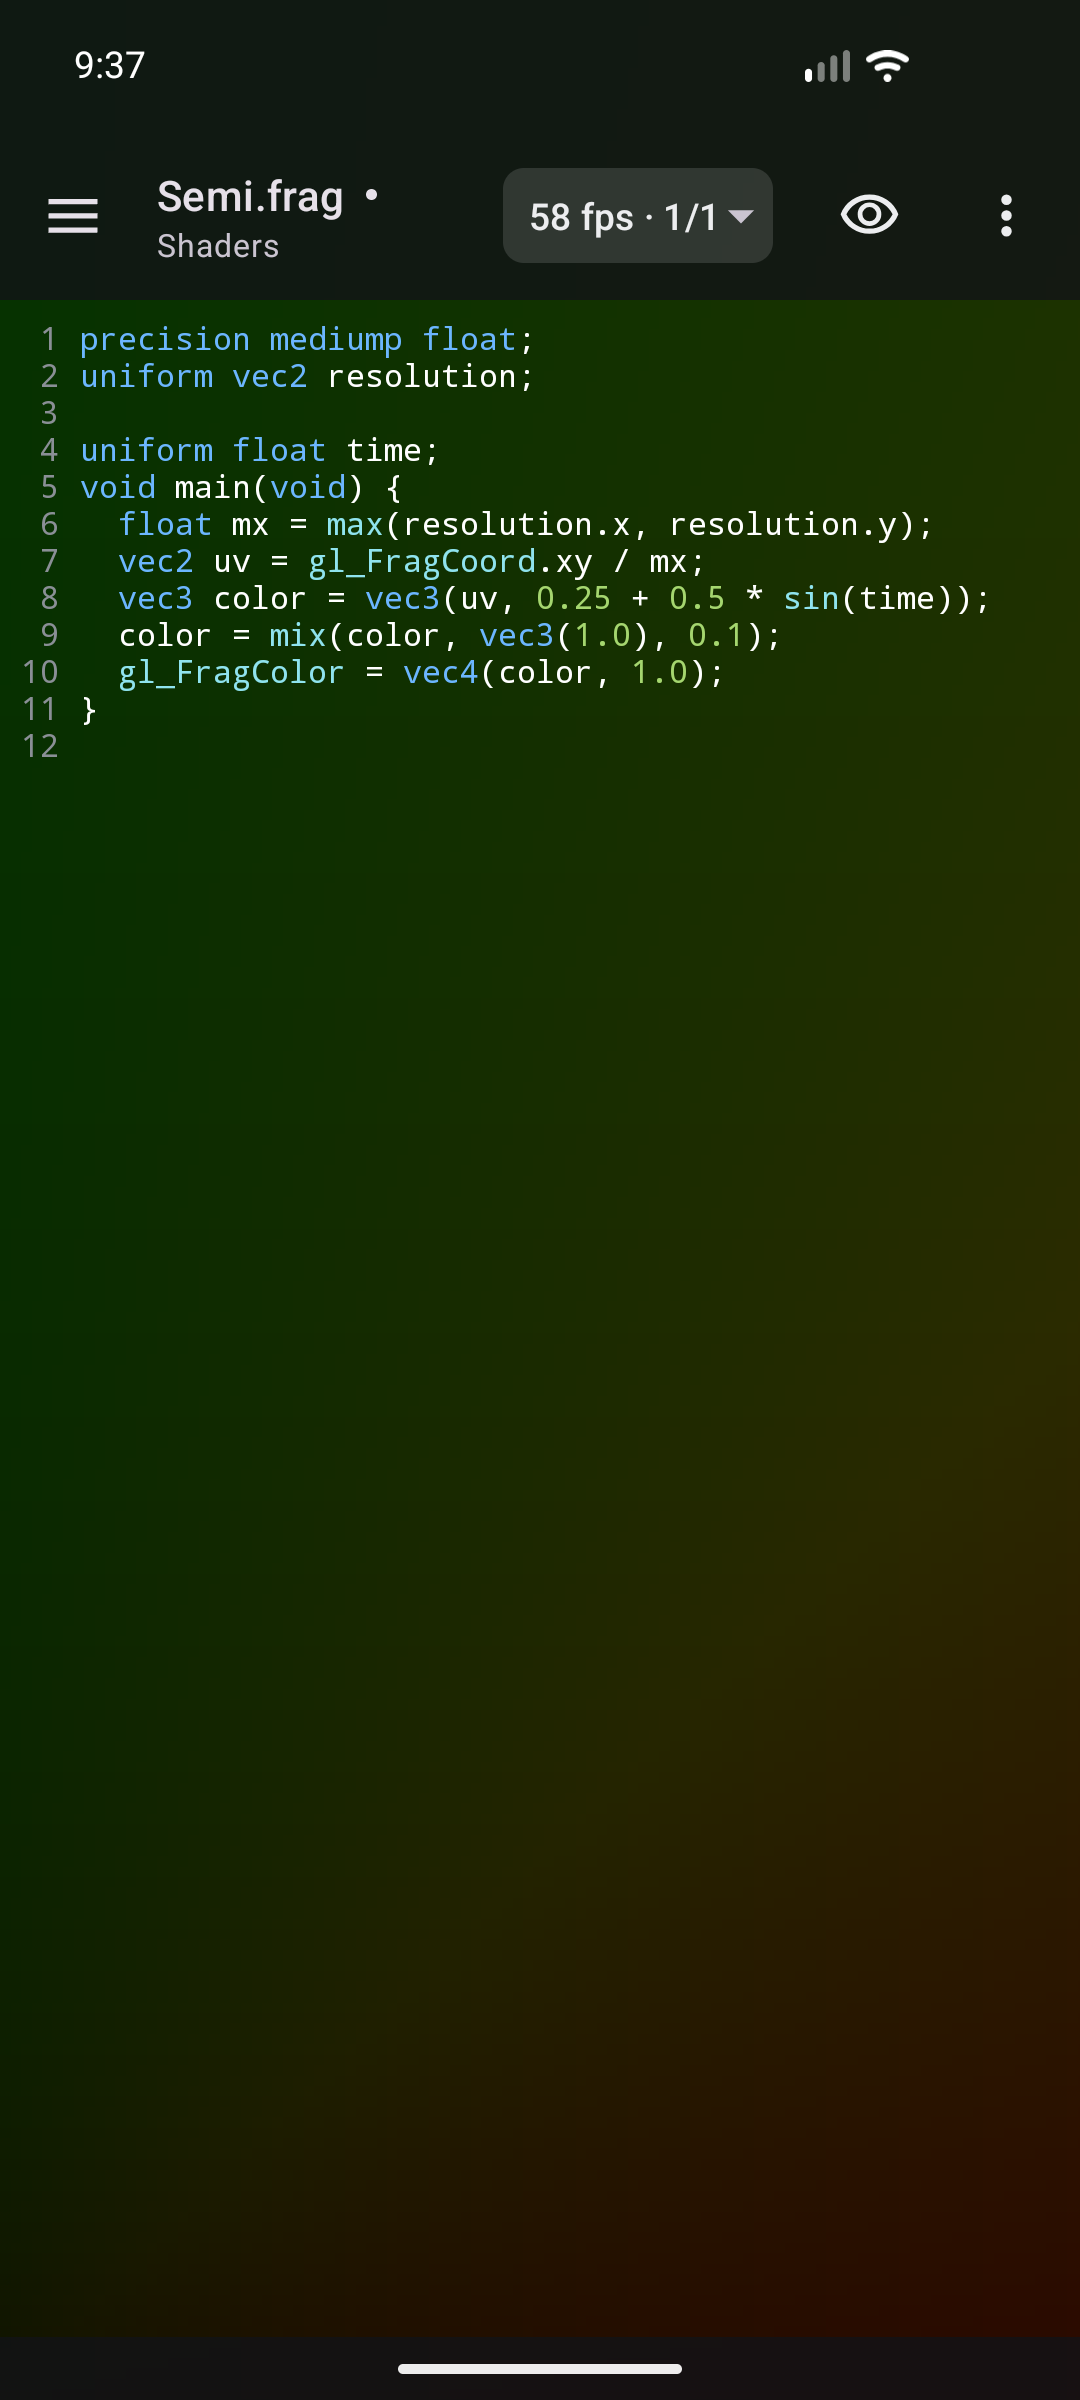 9:37
Semi.frag •
Shaders
58 fps · 1/1
1 precision mediump float;
2 uniform vec2 resolution;
3
4 uniform float time;
5 void main(void) {
6   float mx = max(resolution.x, resolution.y);
7   vec2 uv = gl_FragCoord.xy / mx;
8   vec3 color = vec3(uv, 0.25 + 0.5 * sin(time));
9   color = mix(color, vec3(1.0), 0.1);
10   gl_FragColor = vec4(color, 1.0);
11 }
12